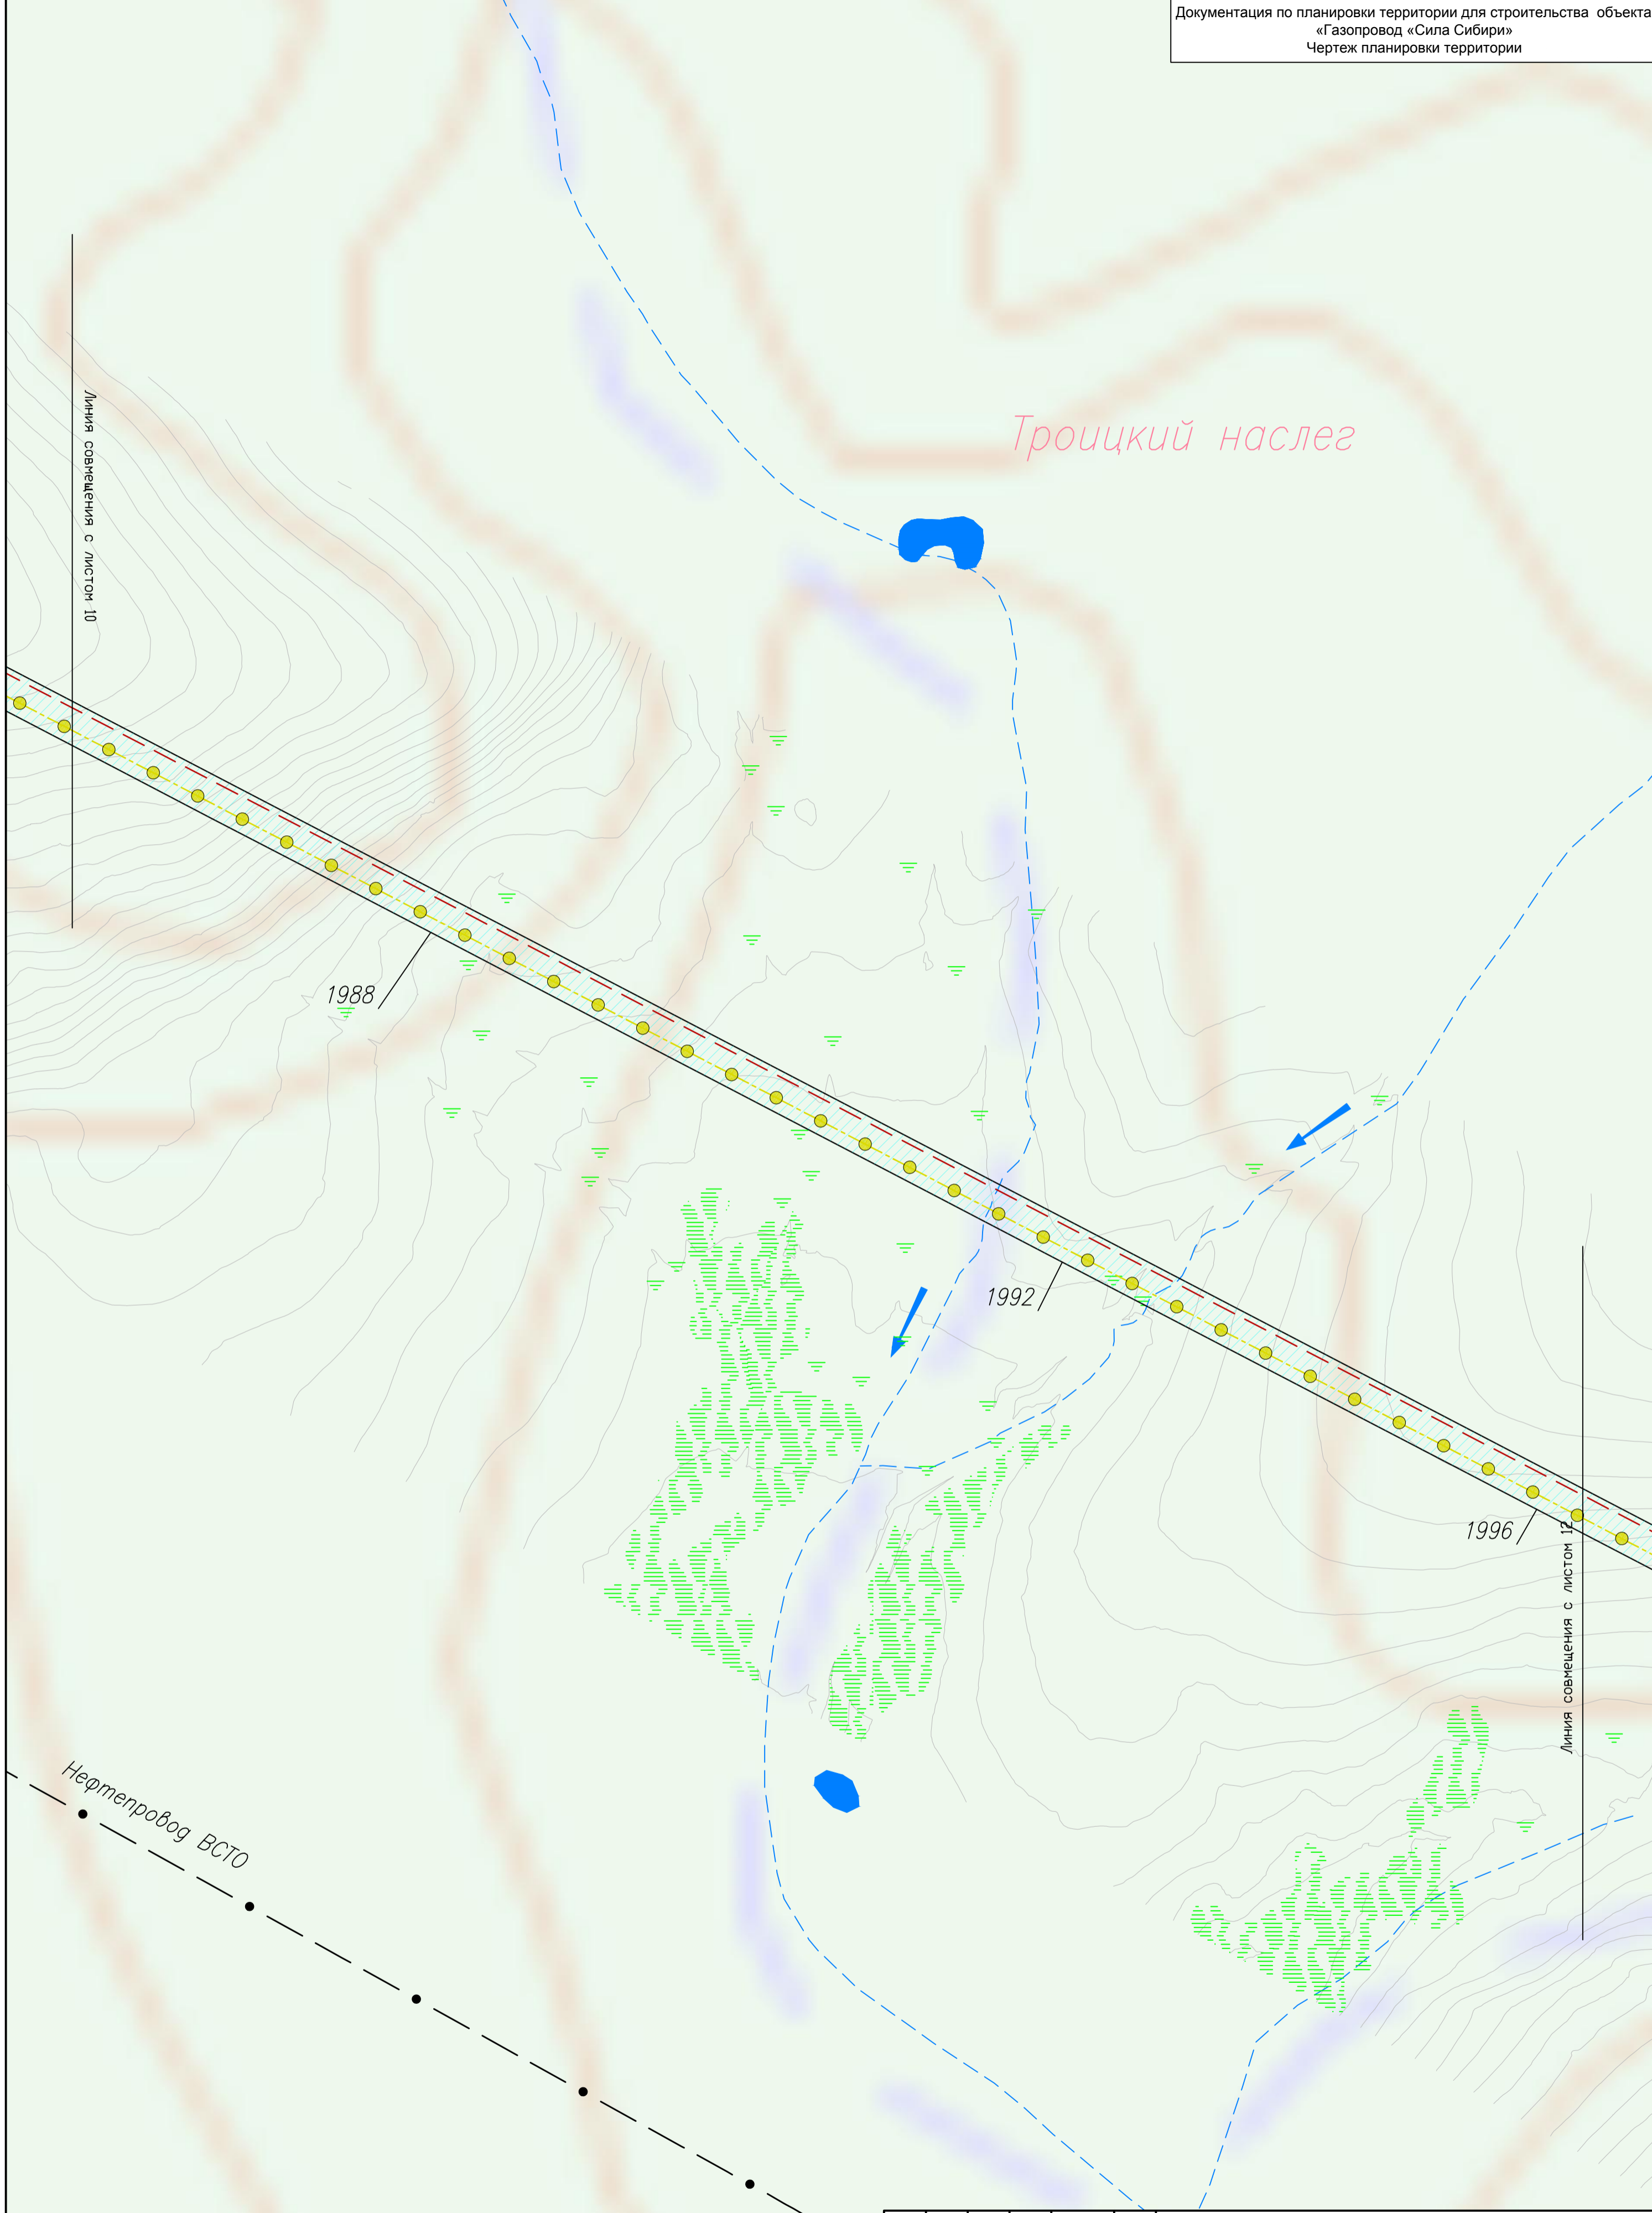 Документация по планировки территории для строительства объекта
«Газопровод «Сила Сибири»
Чертеж планировки территории
Троицкий наслег
Линия совмещения с листом 10
1988
1992
1996
Линия совмещения с листом 12
Нефтепровод ВСТО